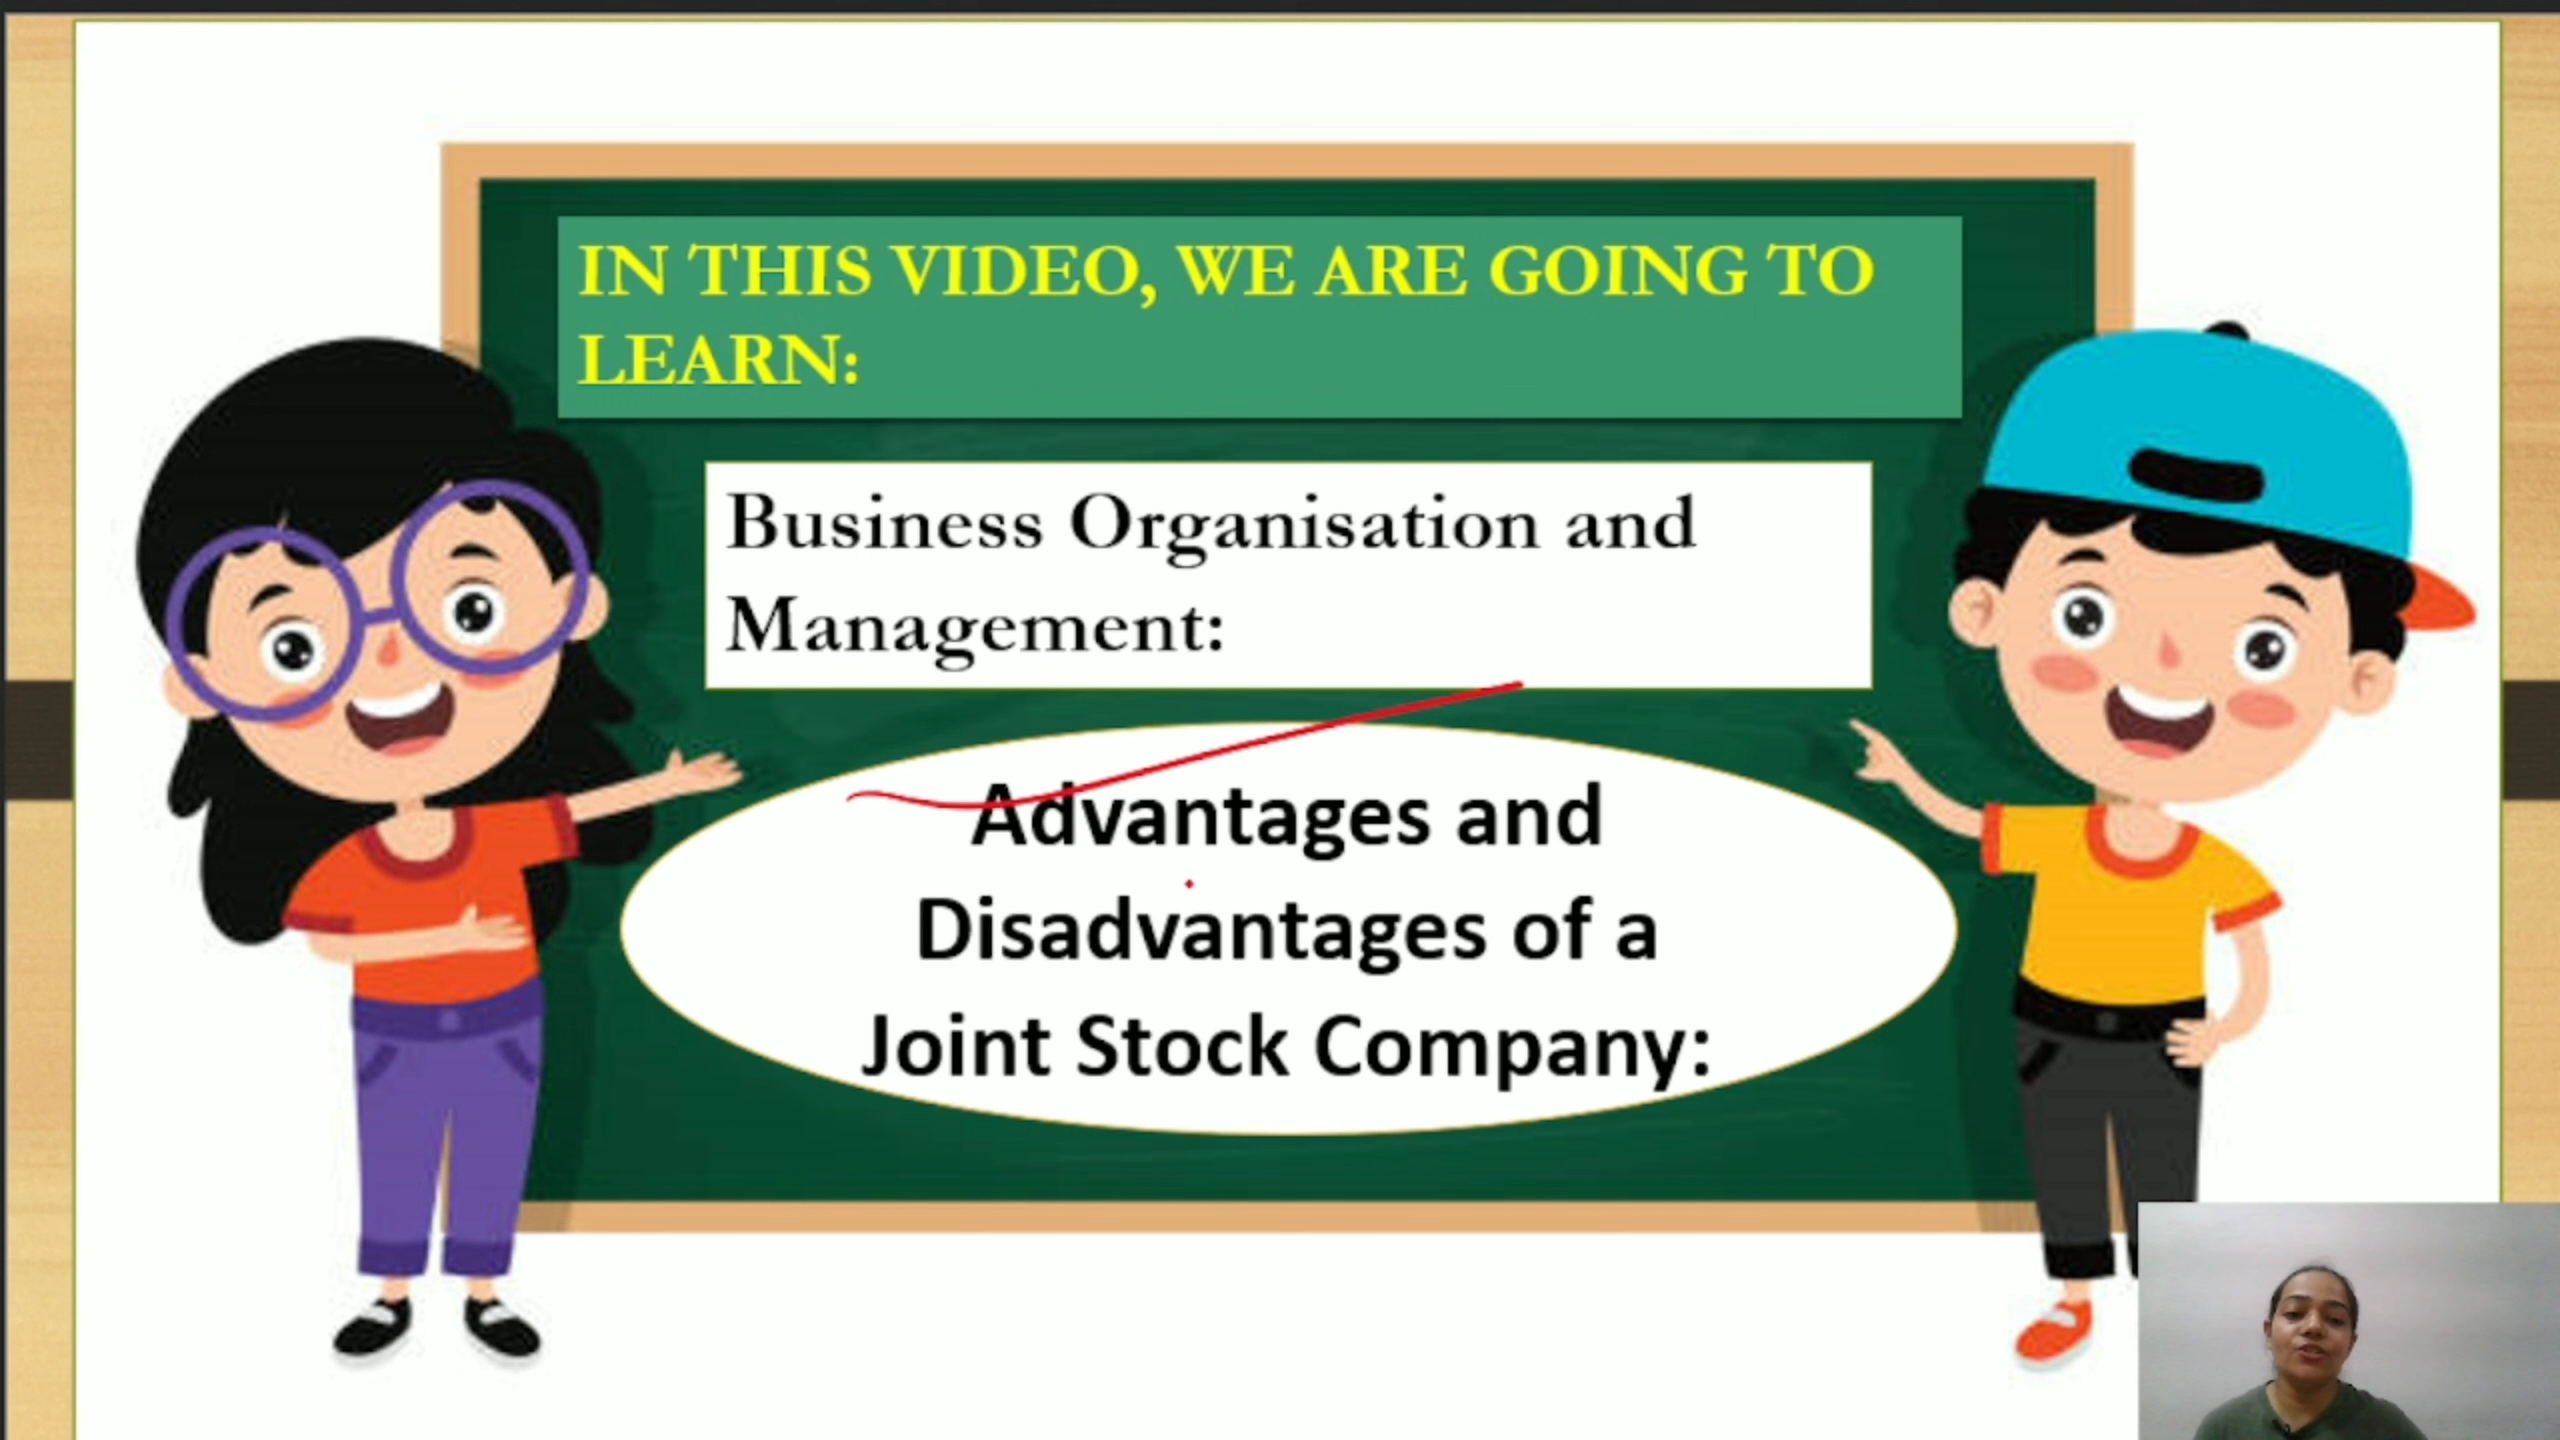 IN THIS VIDEO, WE ARE GOING TO
LEARN:
Business Organisation and
Management:
Advantages and
Disadvantages of a
Joint Stock Company: